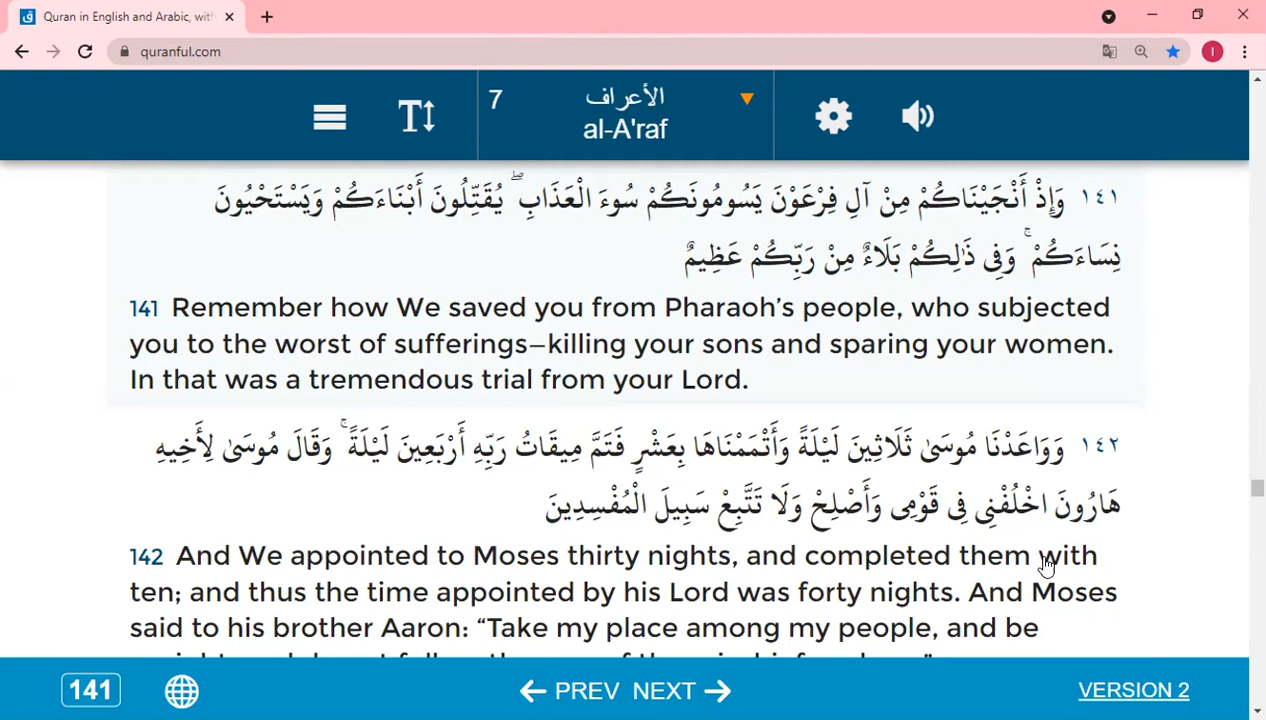 Quran in English and Arabic, with
quranful.com
7
الأعراف
al-A'raf
١٤١ وَإِذْ أَنْجَيْنَاكُمْ مِنْ آلِ فِرْعَوْنَ يَسُومُونَكُمْ سُوءَ الْعَذَابِ ۖ يُقَتِّلُونَ أَبْنَاءَكُمْ وَيَسْتَحْيُونَ
نِسَاءَكُمْ ۚ وَفِي ذَٰلِكُمْ بَلَاءٌ مِنْ رَبِّكُمْ عَظِيمٌ
141 Remember how We saved you from Pharaoh’s people, who subjected
you to the worst of sufferings—killing your sons and sparing your women.
In that was a tremendous trial from your Lord.
١٤٢ وَوَاعَدْنَا مُوسَىٰ ثَلَاثِينَ لَيْلَةً وَأَتْمَمْنَاهَا بِعَشْرٍ فَتَمَّ مِيقَاتُ رَبِّهِ أَرْبَعِينَ لَيْلَةً ۚ وَقَالَ مُوسَىٰ لِأَخِيهِ
هَارُونَ اخْلُفْنِي فِي قَوْمِي وَأَصْلِحْ وَلَا تَتَّبِعْ سَبِيلَ الْمُفْسِدِينَ
142 And We appointed to Moses thirty nights, and completed them with
ten; and thus the time appointed by his Lord was forty nights. And Moses
said to his brother Aaron: “Take my place among my people, and be
141
PREV NEXT
VERSION 2